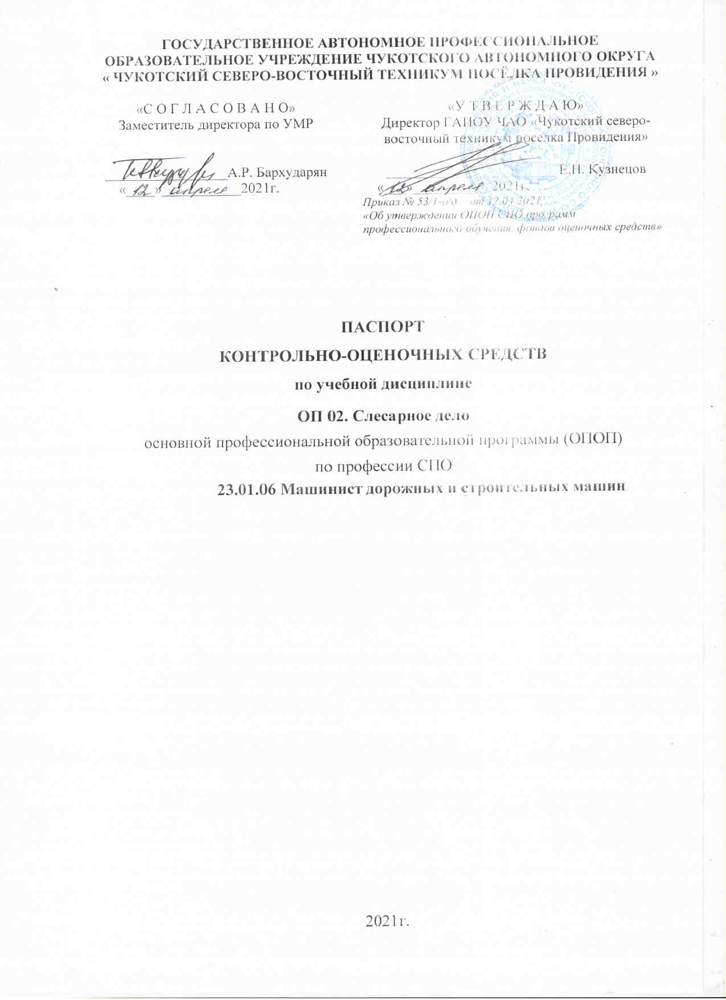 ГОСУДАРСТВЕННОЕ АВТОНОМНОЕ ПРОФЕССИОНАЛЬНОЕ
ОБРАЗОВАТЕЛЬНОЕ УЧРЕЖДЕНИЕ ЧУКОТСКОГО АВТОНОМНОГО ОКРУГА
« ЧУКОТСКИЙ СЕВЕРО-ВОСТОЧНЫЙ ТЕХНИКУМ ПОСЁЛКА ПРОВИДЕНИЯ »
«С О Г Л А С О В А Н О»
Заместитель директора по УМР
А.Р. Бархударян
« 12 » апреля 2021г.
«У Т В Е Р Ж Д А Ю»
Директор ГАПОУ ЧАО «Чукотский северо-
восточный техникум поселка Провидения»
Е.Н. Кузнецов
« 12 » апреля 2021г.
Приказ № 53/1-о/д от 12.04.2021
«Об утверждении ОПОП СПО программ
профессионального обучения, фондов оценочных средств»
ПАСПОРТ
КОНТРОЛЬНО-ОЦЕНОЧНЫХ СРЕДСТВ
по учебной дисциплине
ОП 02. Слесарное дело
основной профессиональной образовательной программы (ОПОП)
по профессии СПО
23.01.06 Машинист дорожных и строительных машин
2021г.